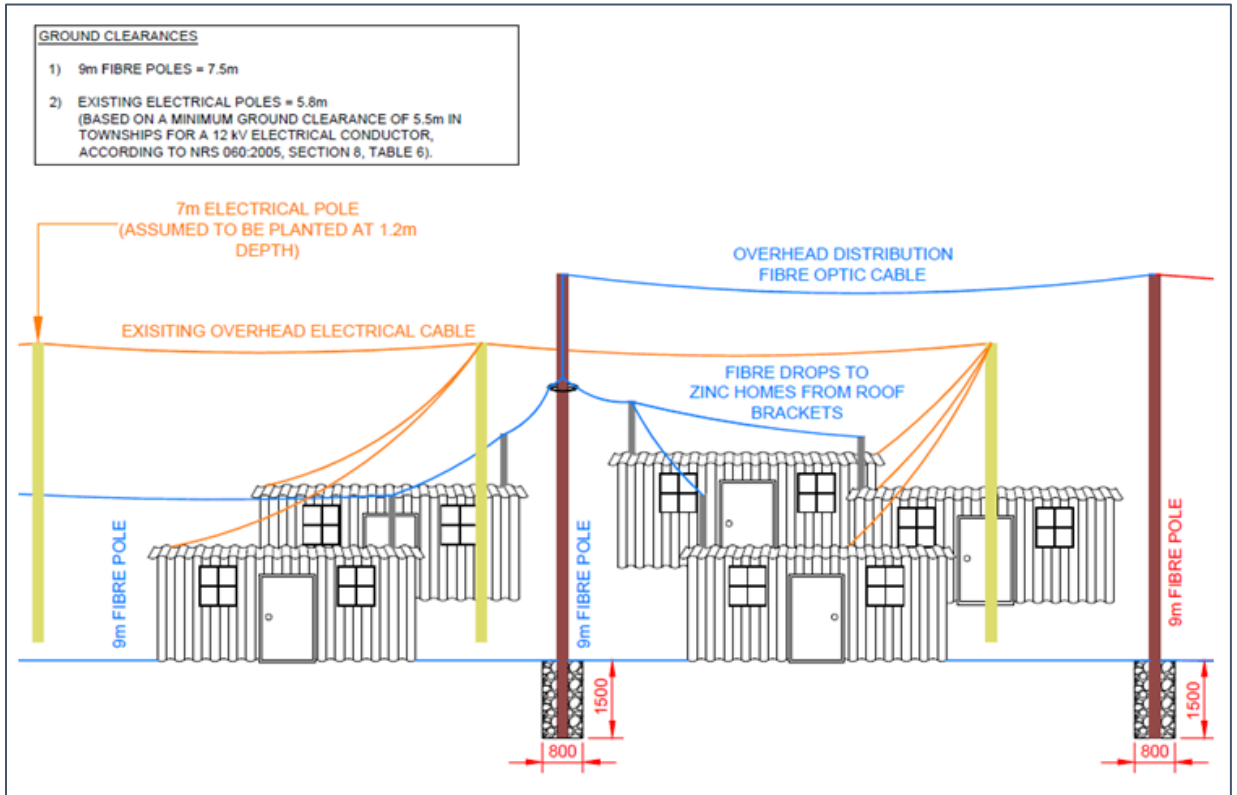 GROUND CLEARANCES
1) 9m FIBRE POLES = 7.5m
2) EXISTING ELECTRICAL POLES = 5.8m
(BASED ON A MINIMUM GROUND CLEARANCE OF 5.5m IN
TOWNSHIPS FOR A 12 kV ELECTRICAL CONDUCTOR,
ACCORDING TO NRS 060:2005, SECTION 8, TABLE 6).
7m ELECTRICAL POLE
(ASSUMED TO BE PLANTED AT 1.2m
DEPTH)
OVERHEAD DISTRIBUTION
FIBRE OPTIC CABLE
EXISITING OVERHEAD ELECTRICAL CABLE
FIBRE DROPS TO
ZINC HOMES FROM ROOF
BRACKETS
9m FIBRE POLE
9m FIBRE POLE
9m FIBRE POLE
1500
1500
800
800